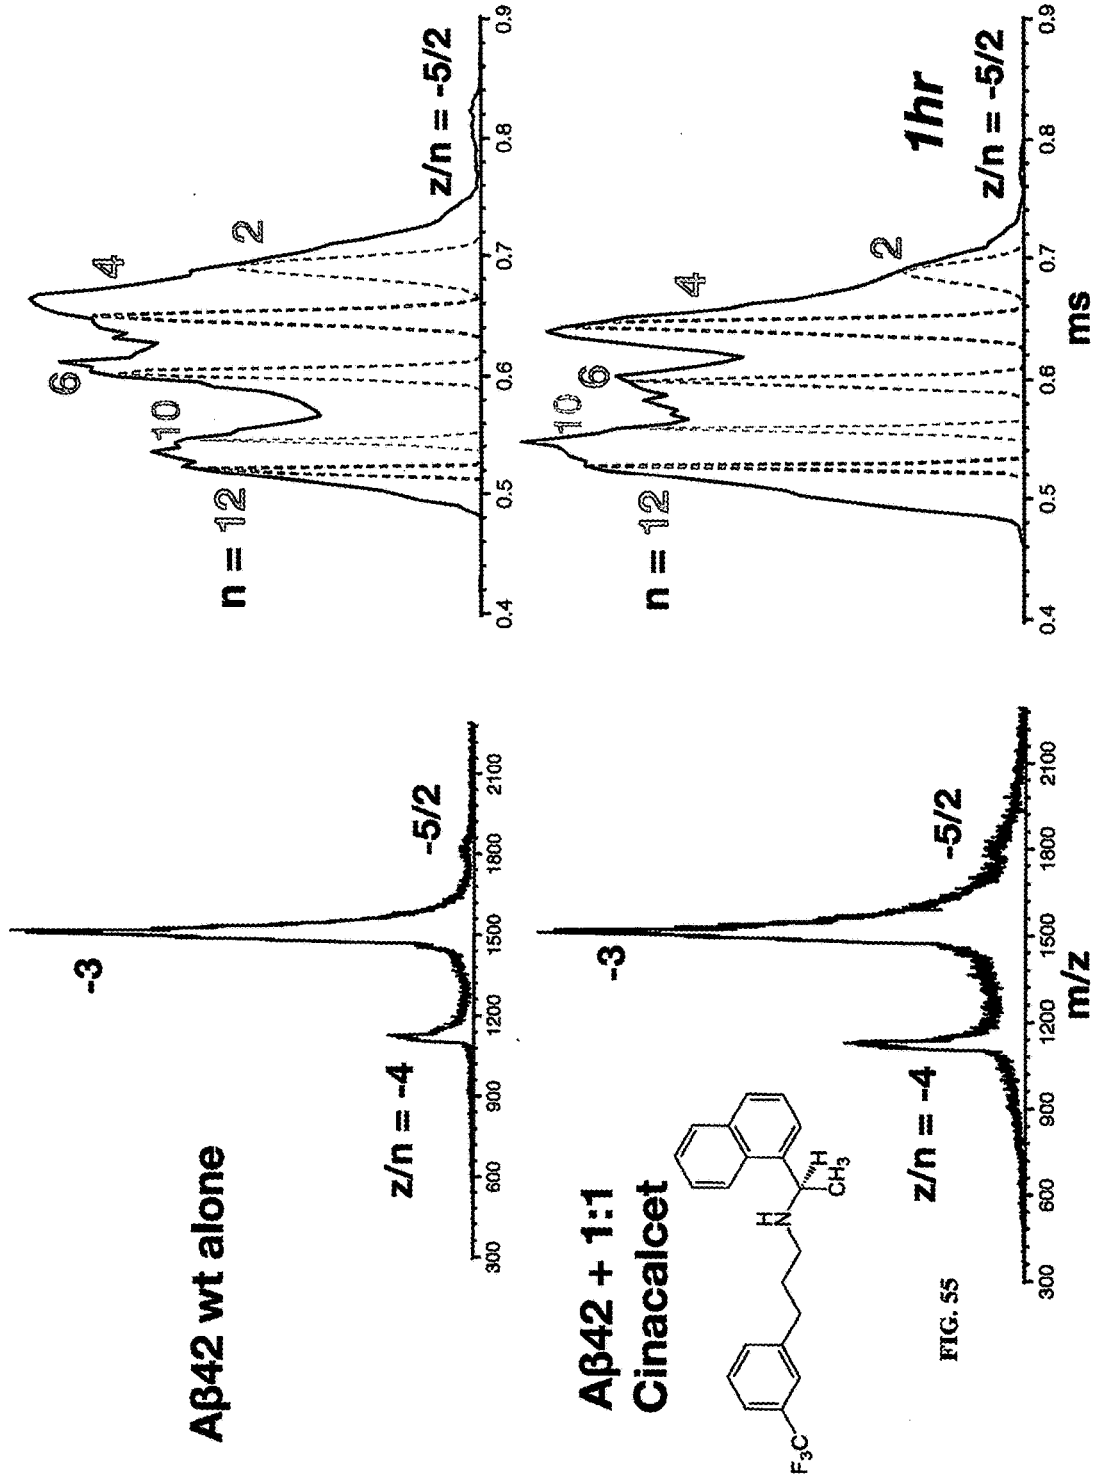 Aβ42 wt alone
-3
z/n = -4
-5/2
300 600 900 1200 1500 1800 2100
n = 12
10
6
4
2
z/n = -5/2
0.4 0.5 0.6 0.7 0.8 0.9
Aβ42 + 1:1
Cinacalcet
F₃C
H
N
H
CH₃
-3
z/n = -4
-5/2
300 600 900 1200 1500 1800 2100
m/z
n = 12
10
6
4
2
1hr
z/n = -5/2
0.4 0.5 0.6 0.7 0.8 0.9
ms
FIG. 55